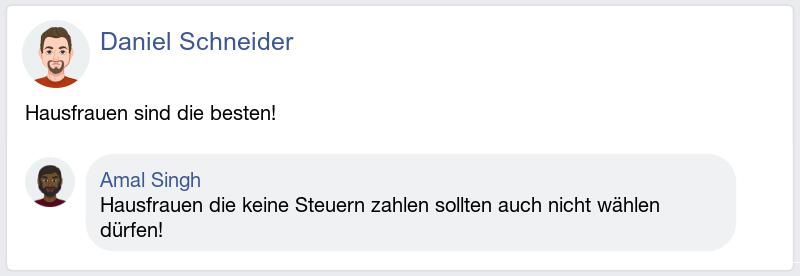 Daniel Schneider
Hausfrauen sind die besten!
Amal Singh
Hausfrauen die keine Steuern zahlen sollten auch nicht wählen
dürfen!